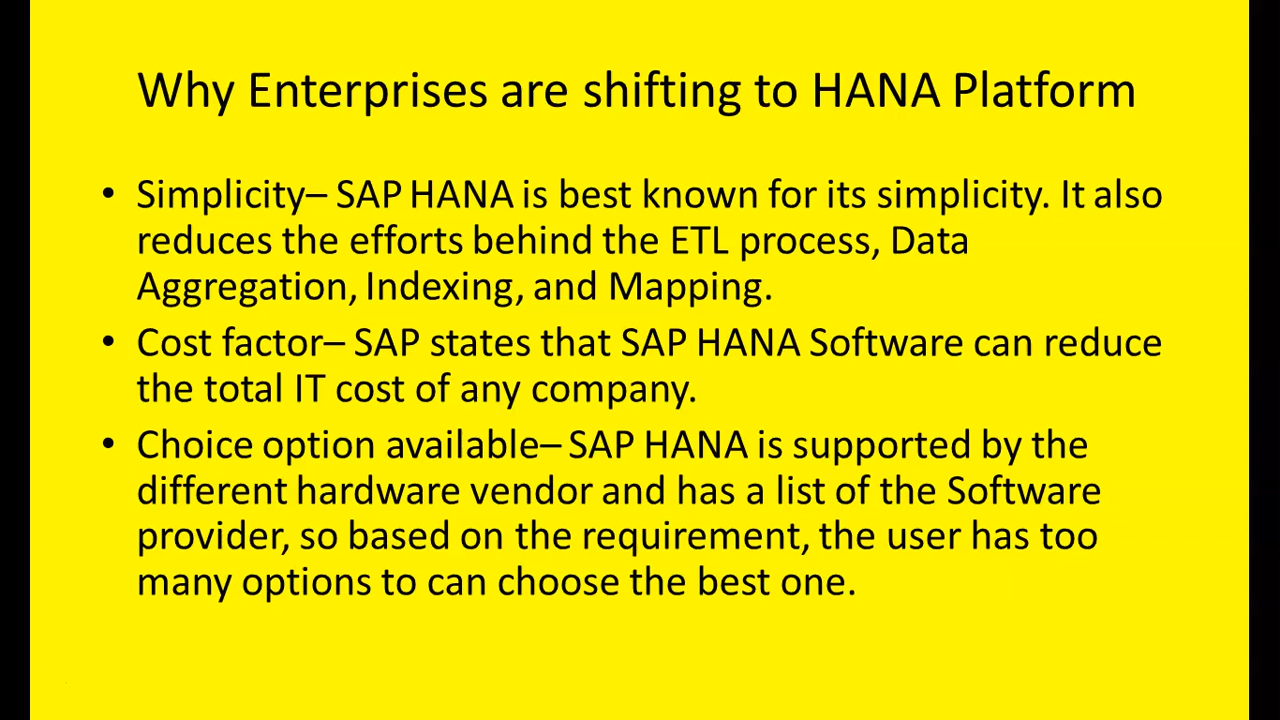 Why Enterprises are shifting to HANA Platform
• Simplicity– SAP HANA is best known for its simplicity. It also
reduces the efforts behind the ETL process, Data
Aggregation, Indexing, and Mapping.
• Cost factor– SAP states that SAP HANA Software can reduce
the total IT cost of any company.
• Choice option available– SAP HANA is supported by the
different hardware vendor and has a list of the Software
provider, so based on the requirement, the user has too
many options to can choose the best one.